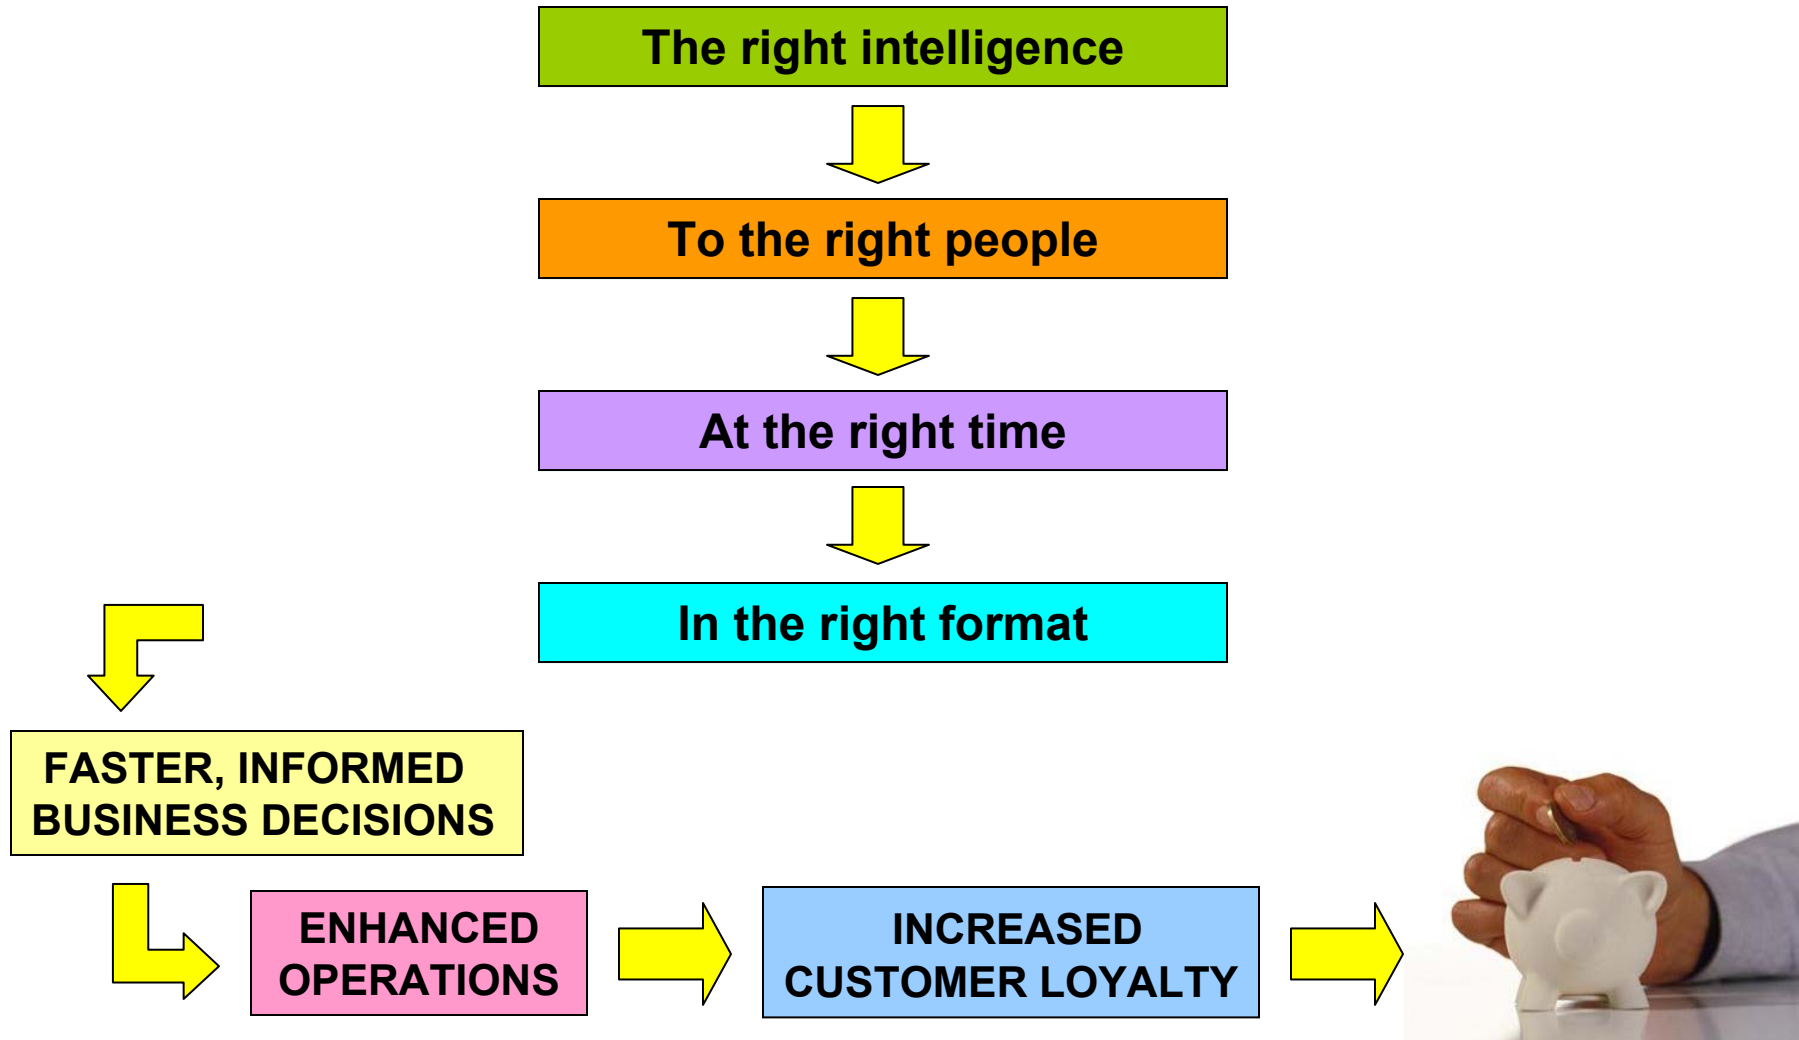 The right intelligence
To the right people
At the right time
In the right format
FASTER, INFORMED
BUSINESS DECISIONS
ENHANCED
OPERATIONS
INCREASED
CUSTOMER LOYALTY